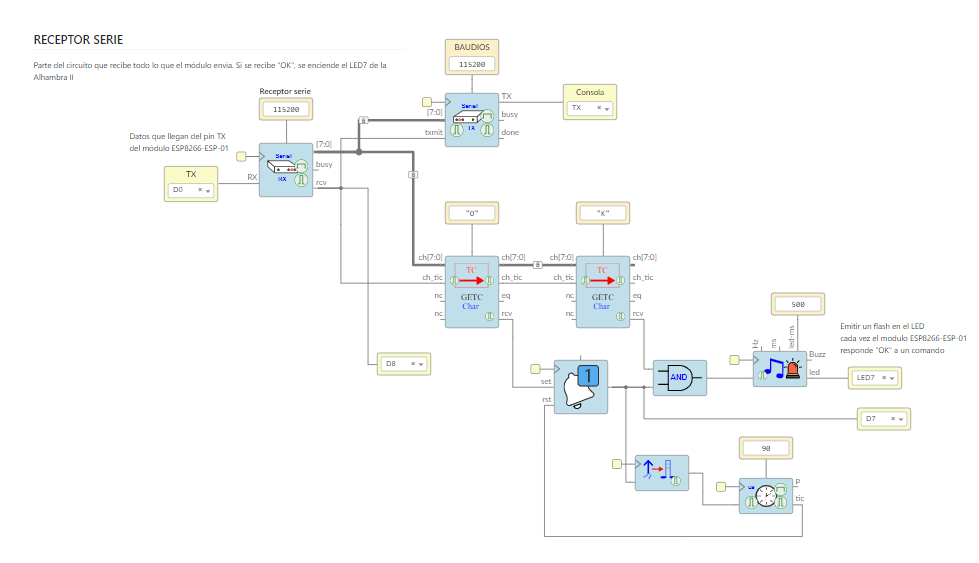 RECEPTOR SERIE
Parte del circuito que recibe todo lo que el módulo envia. Si se recibe "OK", se enciende el LED7 de la
Alhambra II
BAUDIOS
115200
Receptor serie
115200
Serial
TX
[7:0]
txmit
TX
busy
done
Consola
TX
Datos que llegan del pin TX
del módulo ESP8266-ESP-01
TX
D0
RX
Serial
RX
[7:0]
busy
rcv
8
8
"O"
"K"
ch[7:0]
ch_tic
nc
nc
TC
GETC
Char
ch[7:0]
ch_tic
eq
rcv
8
ch[7:0]
ch_tic
nc
nc
TC
GETC
Char
ch[7:0]
ch_tic
eq
rcv
D8
500
Hz
ms
led-ms
Buzz
led
Emitir un flash en el LED
cada vez el modulo ESP8266-ESP-01
responde "OK" a un comando
LED7
set
rst
1
AND
D7
90
us
p
tic